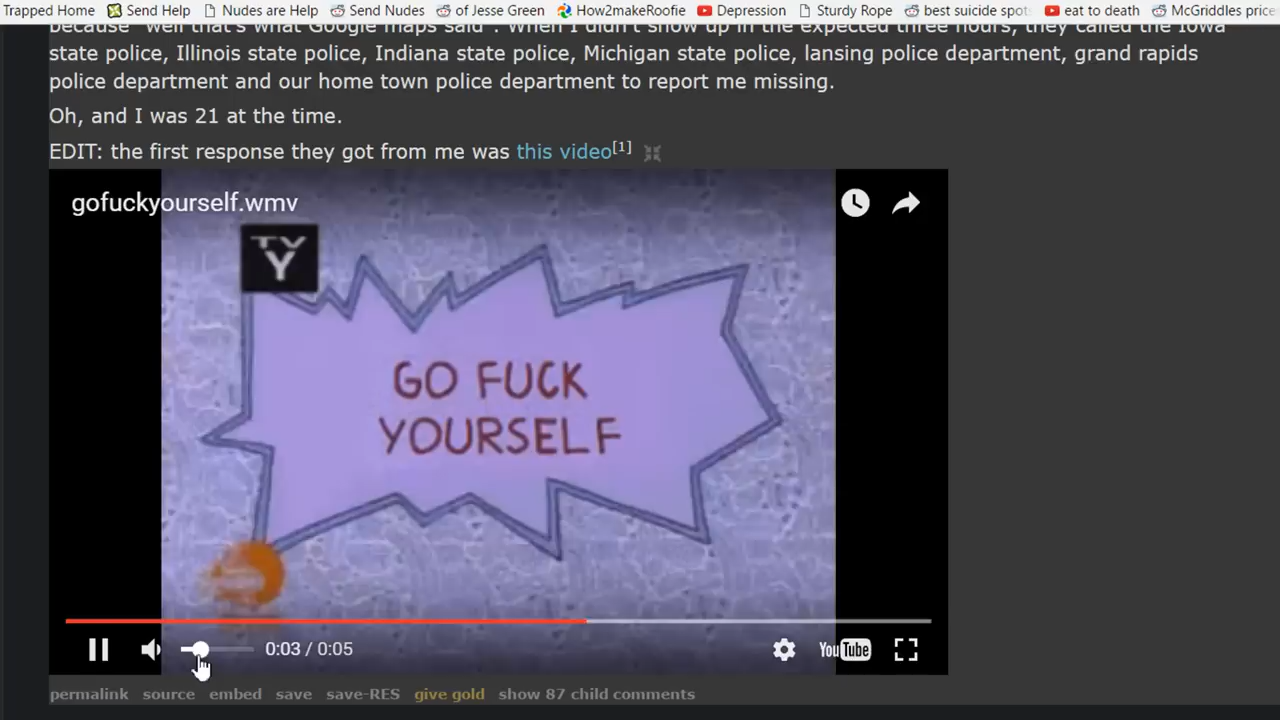 Trapped Home Send Help Nudes are Help Send Nudes of Jesse Green How2makeRoofie Depression Sturdy Rope best suicide spot eat to death McGriddles price
because "well that's what Google maps said". When I didn't show up in the expected three hours, they called the Iowa
state police, Illinois state police, Indiana state police, Michigan state police, lansing police department, grand rapids
police department and our home town police department to report me missing.
Oh, and I was 21 at the time.
EDIT: the first response they got from me was this video[1]
gofuckyourself.wmv
TV
Y
GO FUCK
YOURSELF
0:03 / 0:05
YouTube
permalink source embed save save-RES give gold show 87 child comments